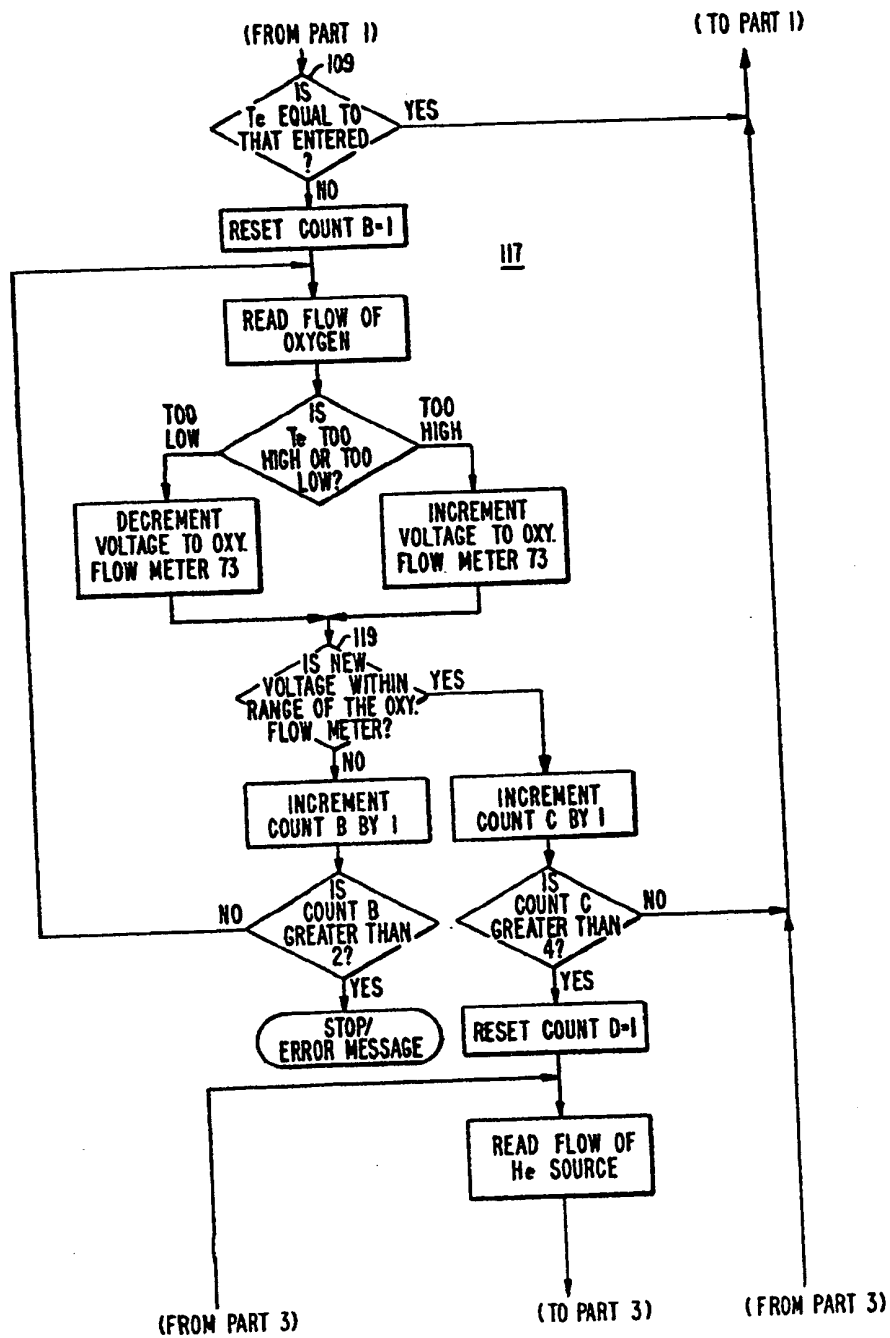 (FROM PART 1)
(TO PART 1)
109
IS
Te EQUAL TO
THAT ENTERED
?
YES
NO
RESET COUNT B=1
117
READ FLOW OF
OXYGEN
TOO
LOW
IS
Te TOO
HIGH OR TOO
LOW?
TOO
HIGH
DECREMENT
VOLTAGE TO OXY.
FLOW METER 73
INCREMENT
VOLTAGE TO OXY.
FLOW METER 73
119
IS NEW
VOLTAGE WITHIN
RANGE OF THE OXY.
FLOW METER?
YES
NO
INCREMENT
COUNT B BY 1
INCREMENT
COUNT C BY 1
NO
IS
COUNT B
GREATER THAN
2?
IS
COUNT C
GREATER THAN
4?
NO
YES
YES
STOP/
ERROR MESSAGE
RESET COUNT D=1
READ FLOW OF
He SOURCE
(FROM PART 3)
(TO PART 3)
(FROM PART 3)